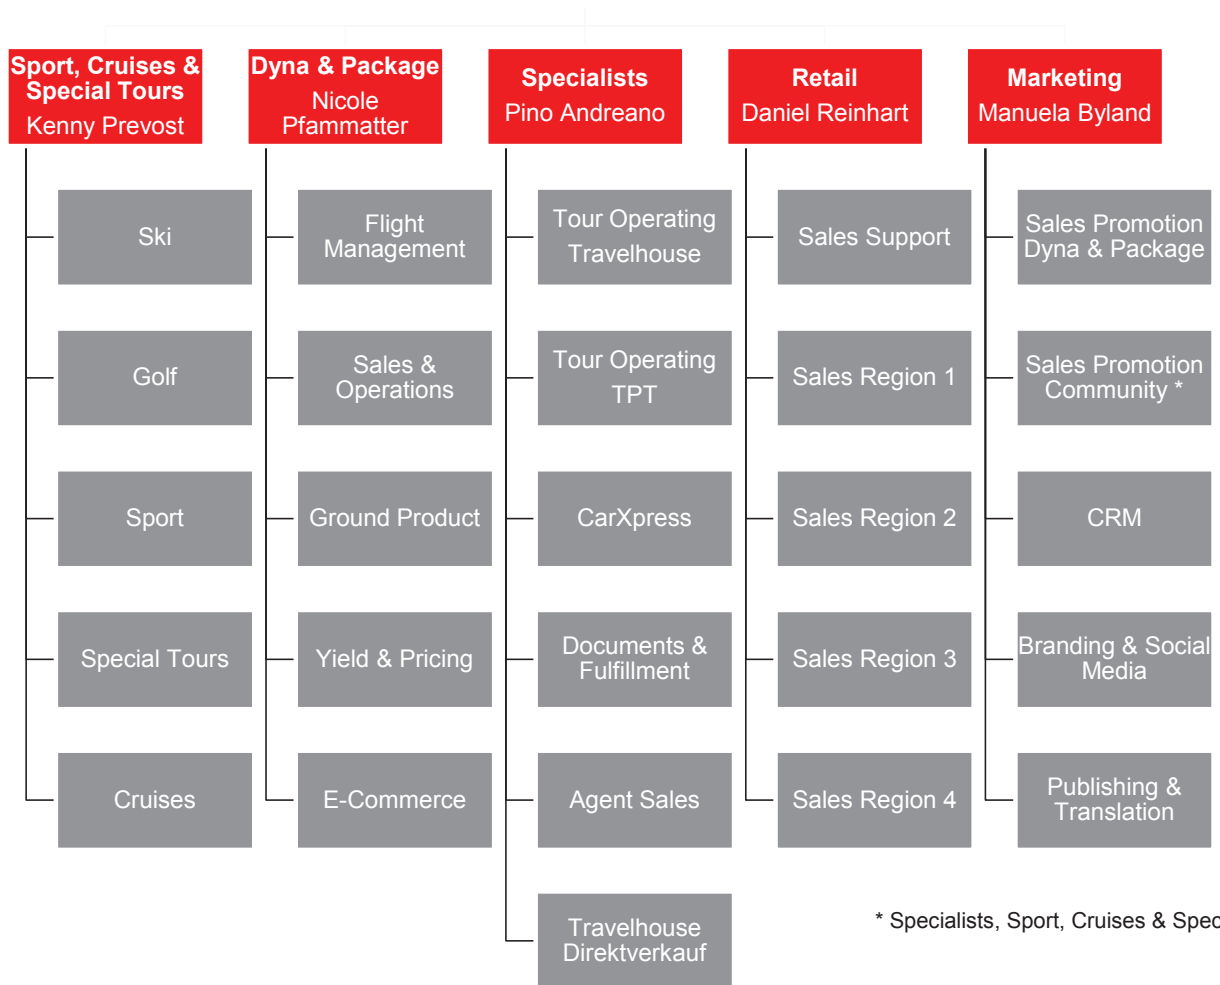 Sport, Cruises &
Special Tours
Kenny Prevost
Ski
Golf
Sport
Special Tours
Cruises
Dyna & Package
Nicole
Pfammatter
Flight
Management
Sales &
Operations
Ground Product
Yield & Pricing
E-Commerce
Specialists
Pino Andreano
Tour Operating
Travelhouse
Tour Operating
TPT
CarXpress
Documents &
Fulfillment
Agent Sales
Travelhouse
Direktverkauf
Retail
Daniel Reinhart
Sales Support
Sales Region 1
Sales Region 2
Sales Region 3
Sales Region 4
Marketing
Manuela Byland
Sales Promotion
Dyna & Package
Sales Promotion
Community *
CRM
Branding & Social
Media
Publishing &
Translation
* Specialists, Sport, Cruises &